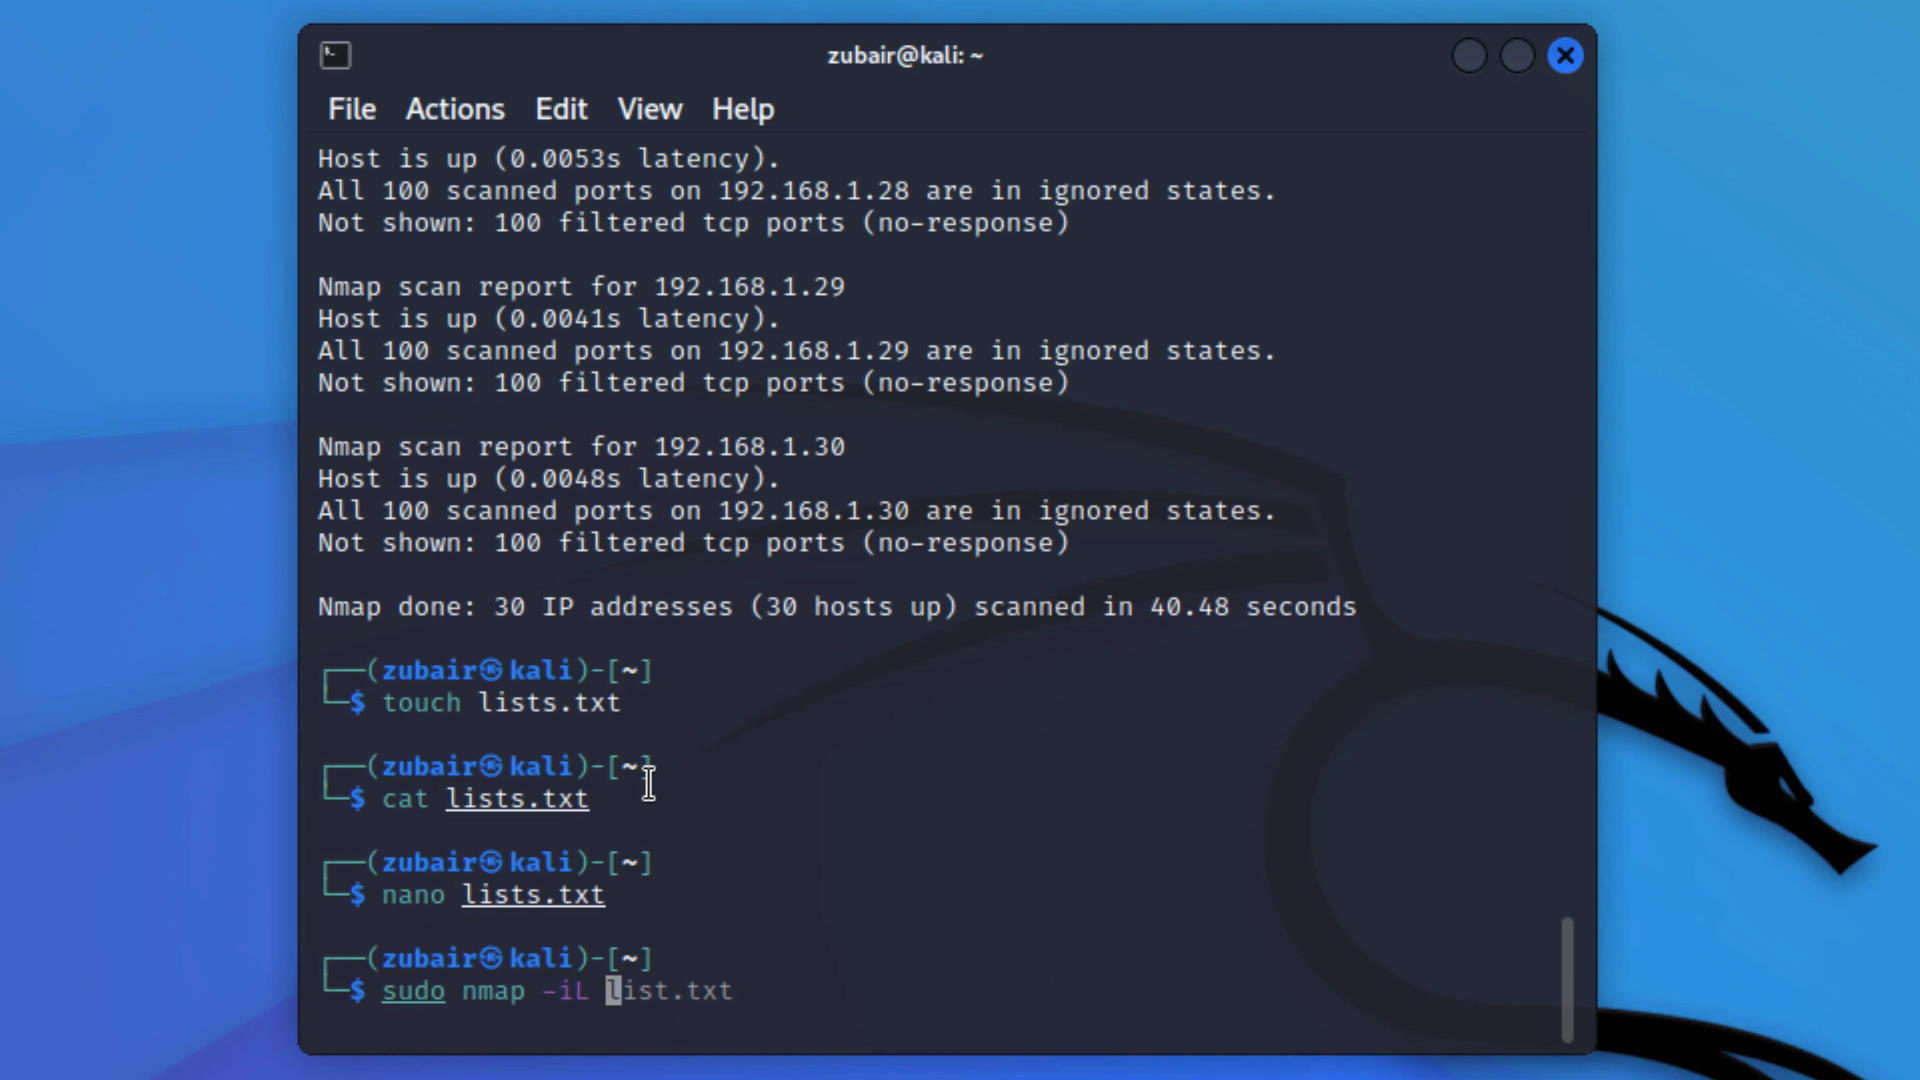 zubair@kali: ~
File Actions Edit View Help
Host is up (0.0053s latency).
All 100 scanned ports on 192.168.1.28 are in ignored states.
Not shown: 100 filtered tcp ports (no-response)
Nmap scan report for 192.168.1.29
Host is up (0.0041s latency).
All 100 scanned ports on 192.168.1.29 are in ignored states.
Not shown: 100 filtered tcp ports (no-response)
Nmap scan report for 192.168.1.30
Host is up (0.0048s latency).
All 100 scanned ports on 192.168.1.30 are in ignored states.
Not shown: 100 filtered tcp ports (no-response)
Nmap done: 30 IP addresses (30 hosts up) scanned in 40.48 seconds
┌──(zubair㉿kali)-[~]
└─$ touch lists.txt
┌──(zubair㉿kali)-[~]
└─$ cat lists.txt
┌──(zubair㉿kali)-[~]
└─$ nano lists.txt
┌──(zubair㉿kali)-[~]
└─$ sudo nmap -iL list.txt